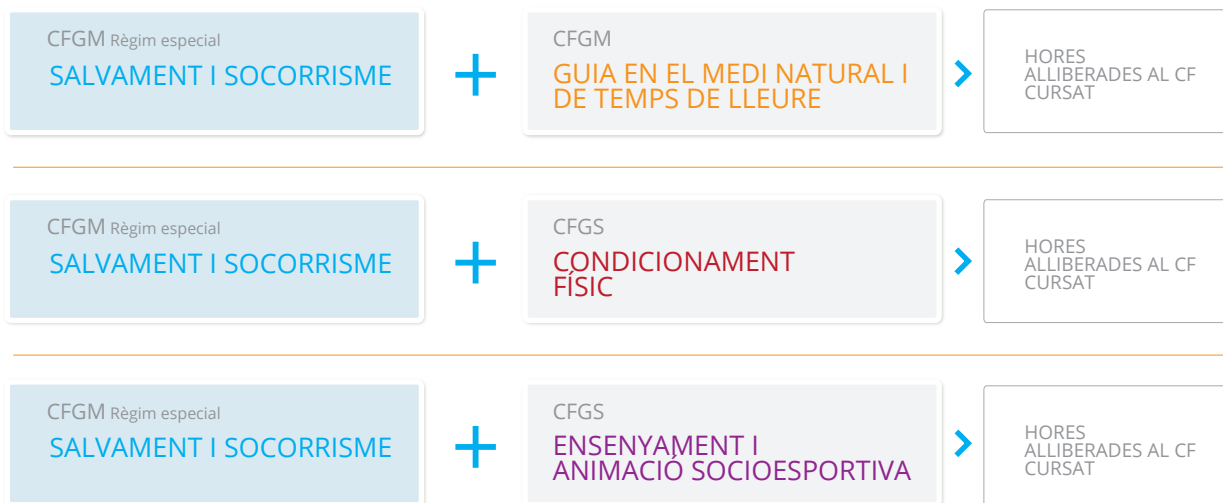 CFGM Règim especial
SALVAMENT I SOCORRISME
+
CFGM
GUIA EN EL MEDI NATURAL I
DE TEMPS DE LLEURE
HORES
ALLIBERADES AL CF
CURSAT
CFGM Règim especial
SALVAMENT I SOCORRISME
+
CFGS
CONDICIONAMENT
FÍSIC
HORES
ALLIBERADES AL CF
CURSAT
CFGM Règim especial
SALVAMENT I SOCORRISME
+
CFGS
ENSENYAMENT I
ANIMACIÓ SOCIOESPORTIVA
HORES
ALLIBERADES AL CF
CURSAT